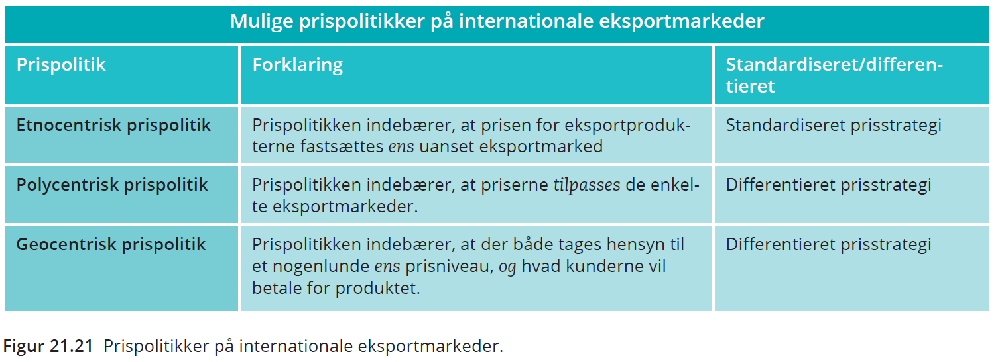 Mulige prispolitikker på internationale eksportmarkeder
Prispolitik
Forklaring
Standardiseret/differen-
tieret
Etnocentrisk prispolitik
Prispolitikken indebærer, at prisen for eksportproduk-
terne fastsættes ens uanset eksportmarked
Standardiseret prisstrategi
Polycentrisk prispolitik
Prispolitikken indebærer, at priserne tilpasses de enkel-
te eksportmarkeder.
Differentieret prisstrategi
Geocentrisk prispolitik
Prispolitikken indebærer, at der både tages hensyn til
et nogenlunde ens prisniveau, og hvad kunderne vil
betale for produktet.
Differentieret prisstrategi
Figur 21.21 Prispolitikker på internationale eksportmarkeder.